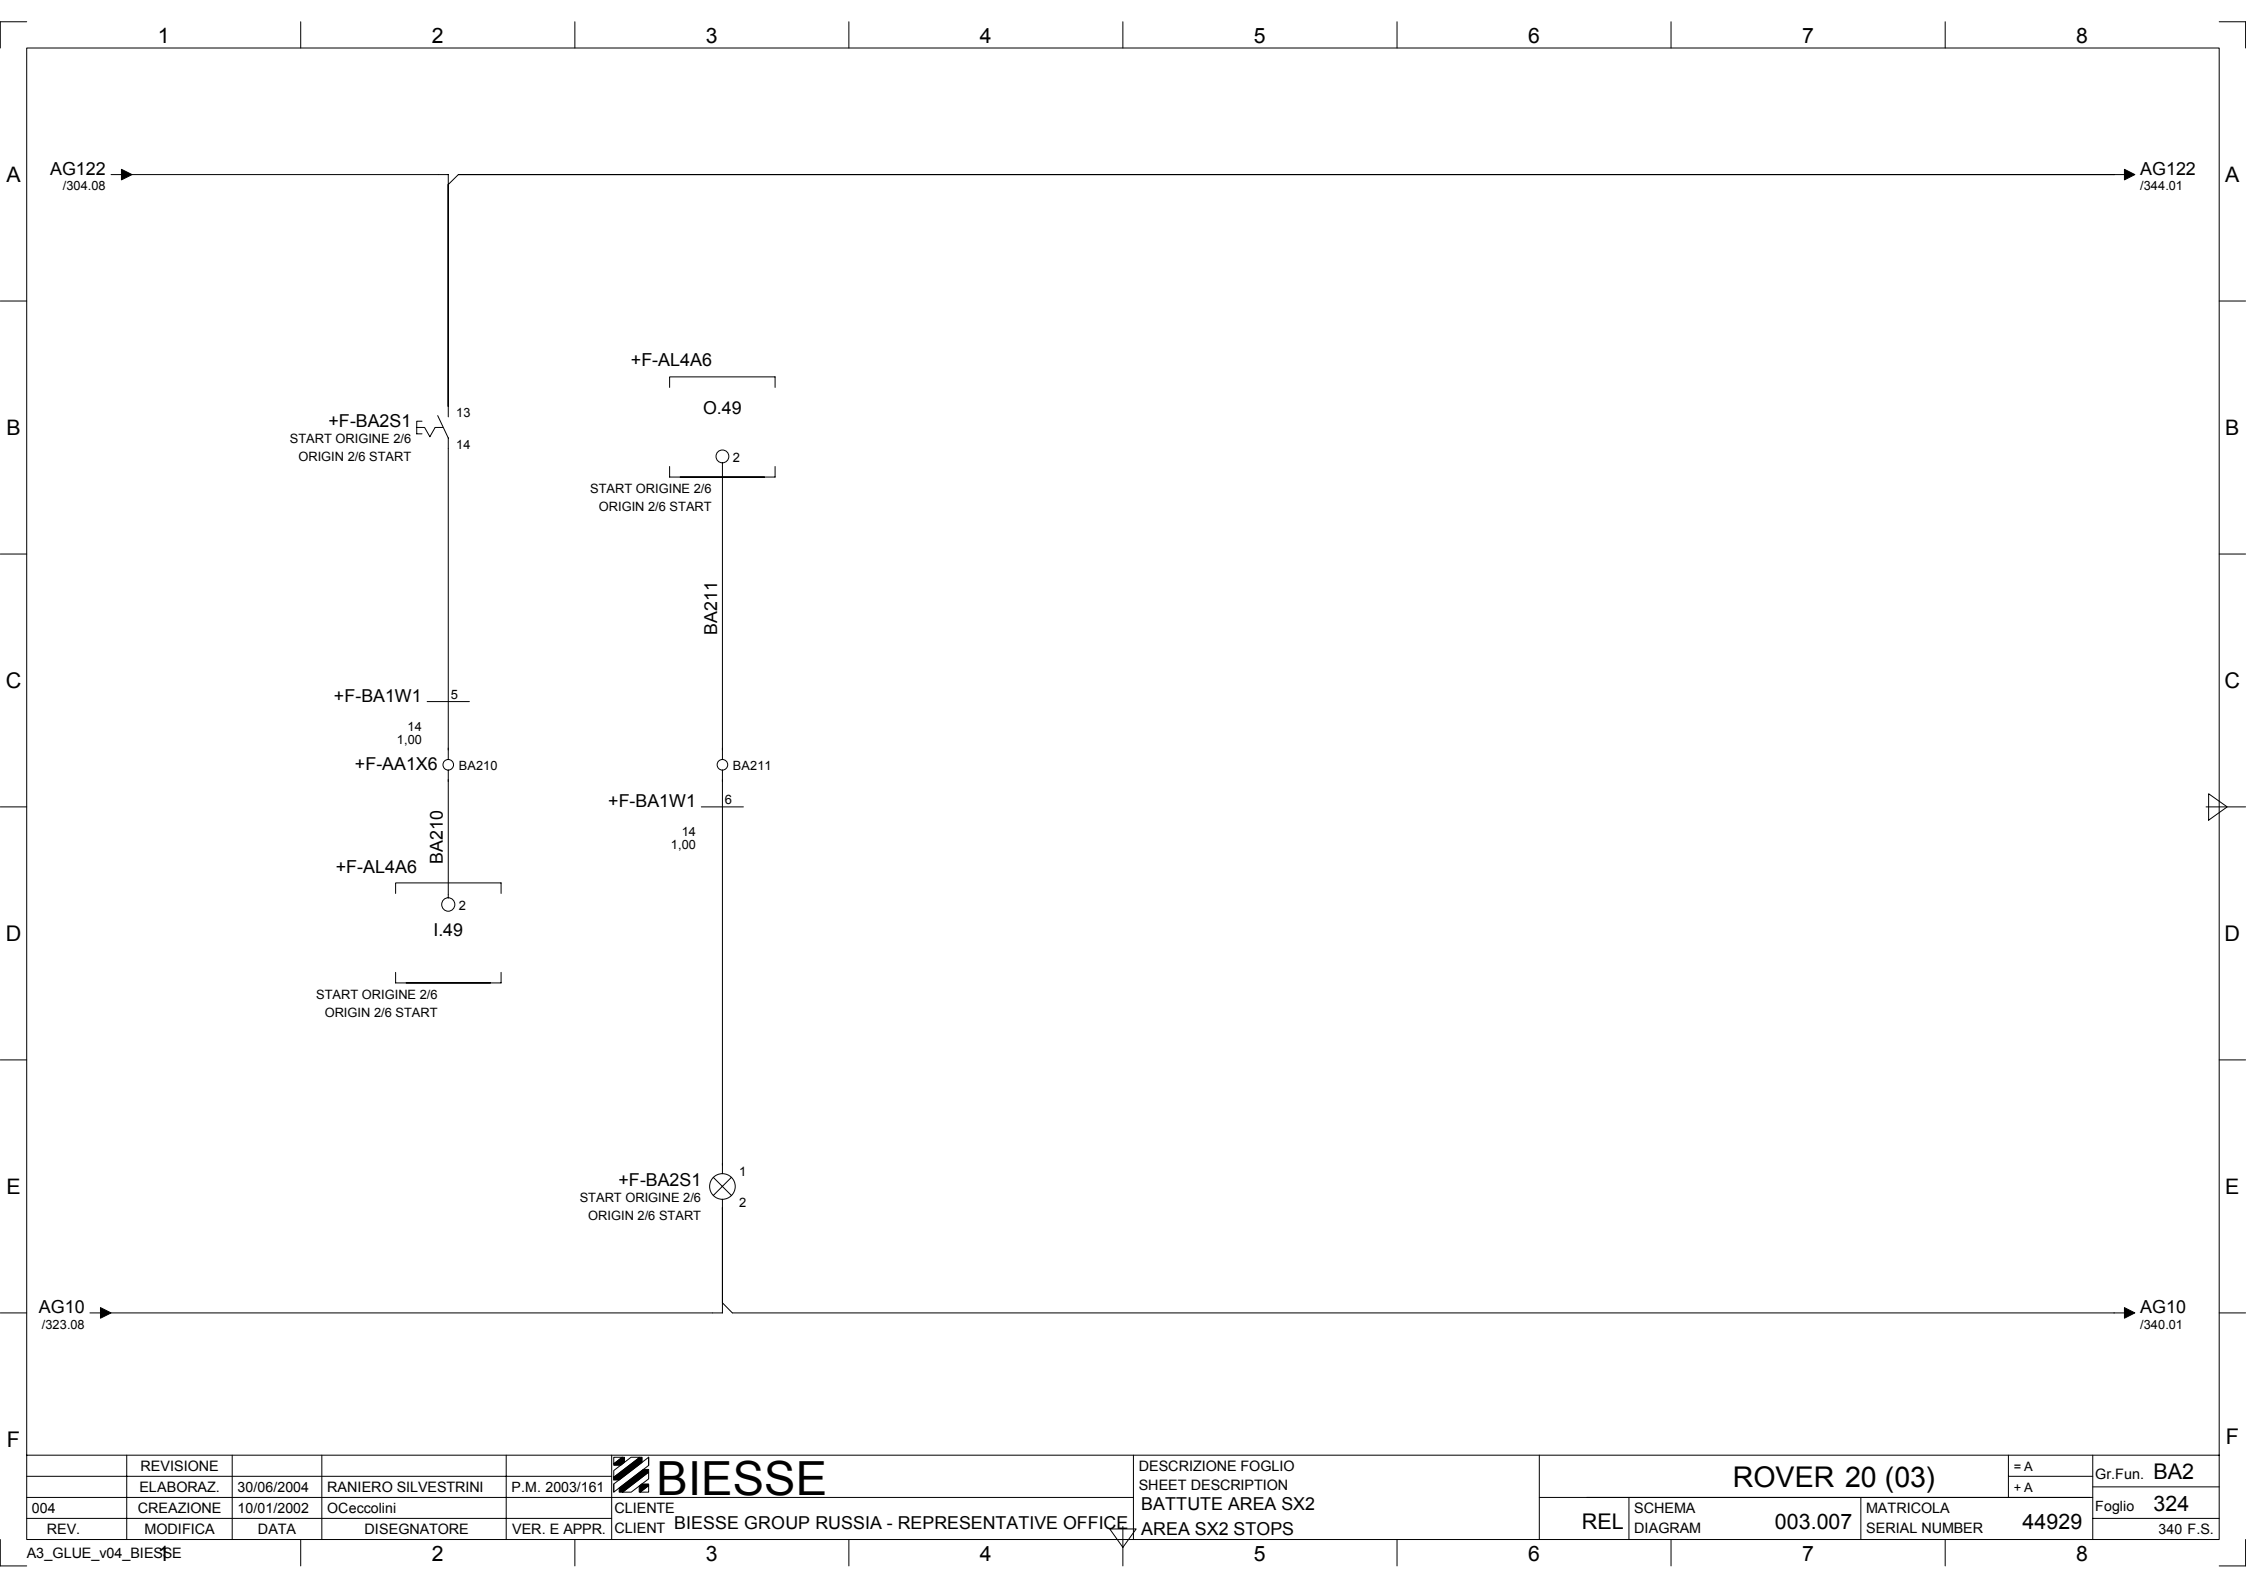 1 2 3 4 5 6 7 8
A AG122 AG122 A
/304.08 /344.01
+F-AL4A6
O.49
B +F-BA2S1 13 B
START ORIGINE 2/6 14
ORIGIN 2/6 START
2
START ORIGINE 2/6
ORIGIN 2/6 START
BA211
C C
+F-BA1W1 5
14
1,00
+F-AA1X6 BA210 BA211
+F-BA1W1 6
BA210
14
1,00
+F-AL4A6
2
I.49
D D
START ORIGINE 2/6
ORIGIN 2/6 START
+F-BA2S1 1
E START ORIGINE 2/6 2 E
ORIGIN 2/6 START
AG10 AG10
/323.08 /340.01
F F
REVISIONE
ELABORAZ. 30/06/2004 RANIERO SILVESTRINI P.M. 2003/161
004 CREAZIONE 10/01/2002 OCeccolini
REV. MODIFICA DATA DISEGNATORE VER. E APPR.
BIESSE
CLIENTE
CLIENT BIESSE GROUP RUSSIA - REPRESENTATIVE OFFICE
DESCRIZIONE FOGLIO
SHEET DESCRIPTION
BATTUTE AREA SX2
AREA SX2 STOPS
ROVER 20 (03)
REL SCHEMA
DIAGRAM 003.007
MATRICOLA
SERIAL NUMBER 44929
= A
+ A
Gr.Fun. BA2
Foglio 324
340 F.S.
A3_GLUE_v04_BIESSE
1 2 3 4 5 6 7 8